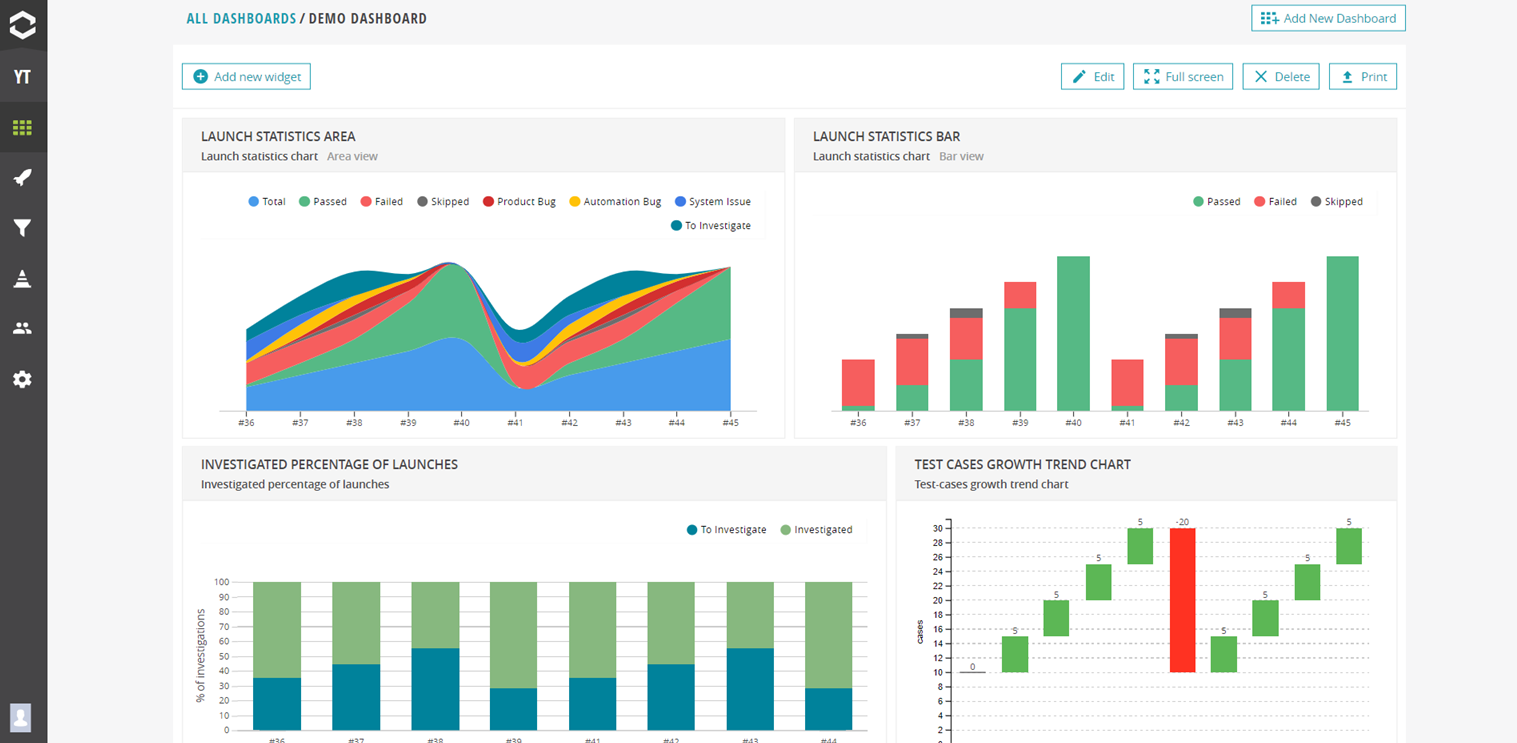 ALL DASHBOARDS / DEMO DASHBOARD
Add New Dashboard
YT
Add new widget
Edit
Full screen
Delete
Print
LAUNCH STATISTICS AREA
Launch statistics chart Area view
Total Passed Failed Skipped Product Bug Automation Bug System Issue
To Investigate
#36 #37 #38 #39 #40 #41 #42 #43 #44 #45
LAUNCH STATISTICS BAR
Launch statistics chart Bar view
Passed Failed Skipped
#36 #37 #38 #39 #40 #41 #42 #43 #44 #45
INVESTIGATED PERCENTAGE OF LAUNCHES
Investigated percentage of launches
To Investigate Investigated
% of investigations
100
90
80
70
60
50
40
30
20
10
0
#36 #37 #38 #39 #41 #42 #43 #44
TEST CASES GROWTH TREND CHART
Test-cases growth trend chart
cases
30
28
26
24
22
20
18
16
14
12
10
8
6
4
2
0
0 5 5 5 5 -20 5 5 5 5